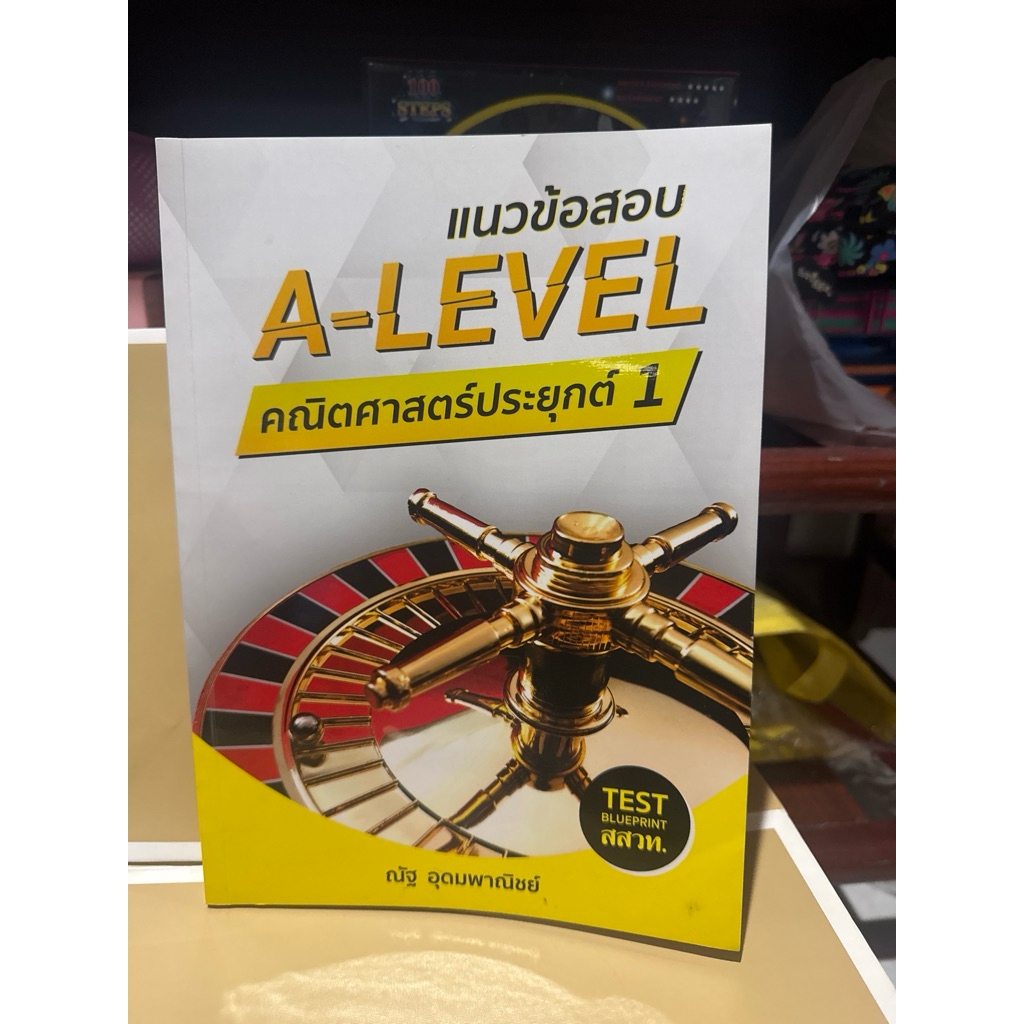 100
STEPS
แนวข้อสอบ
A-LEVEL
คณิตศาสตร์ประยุกต์ 1
TEST
BLUEPRINT
สสวท.
ณัฐ อุดมพาณิชย์